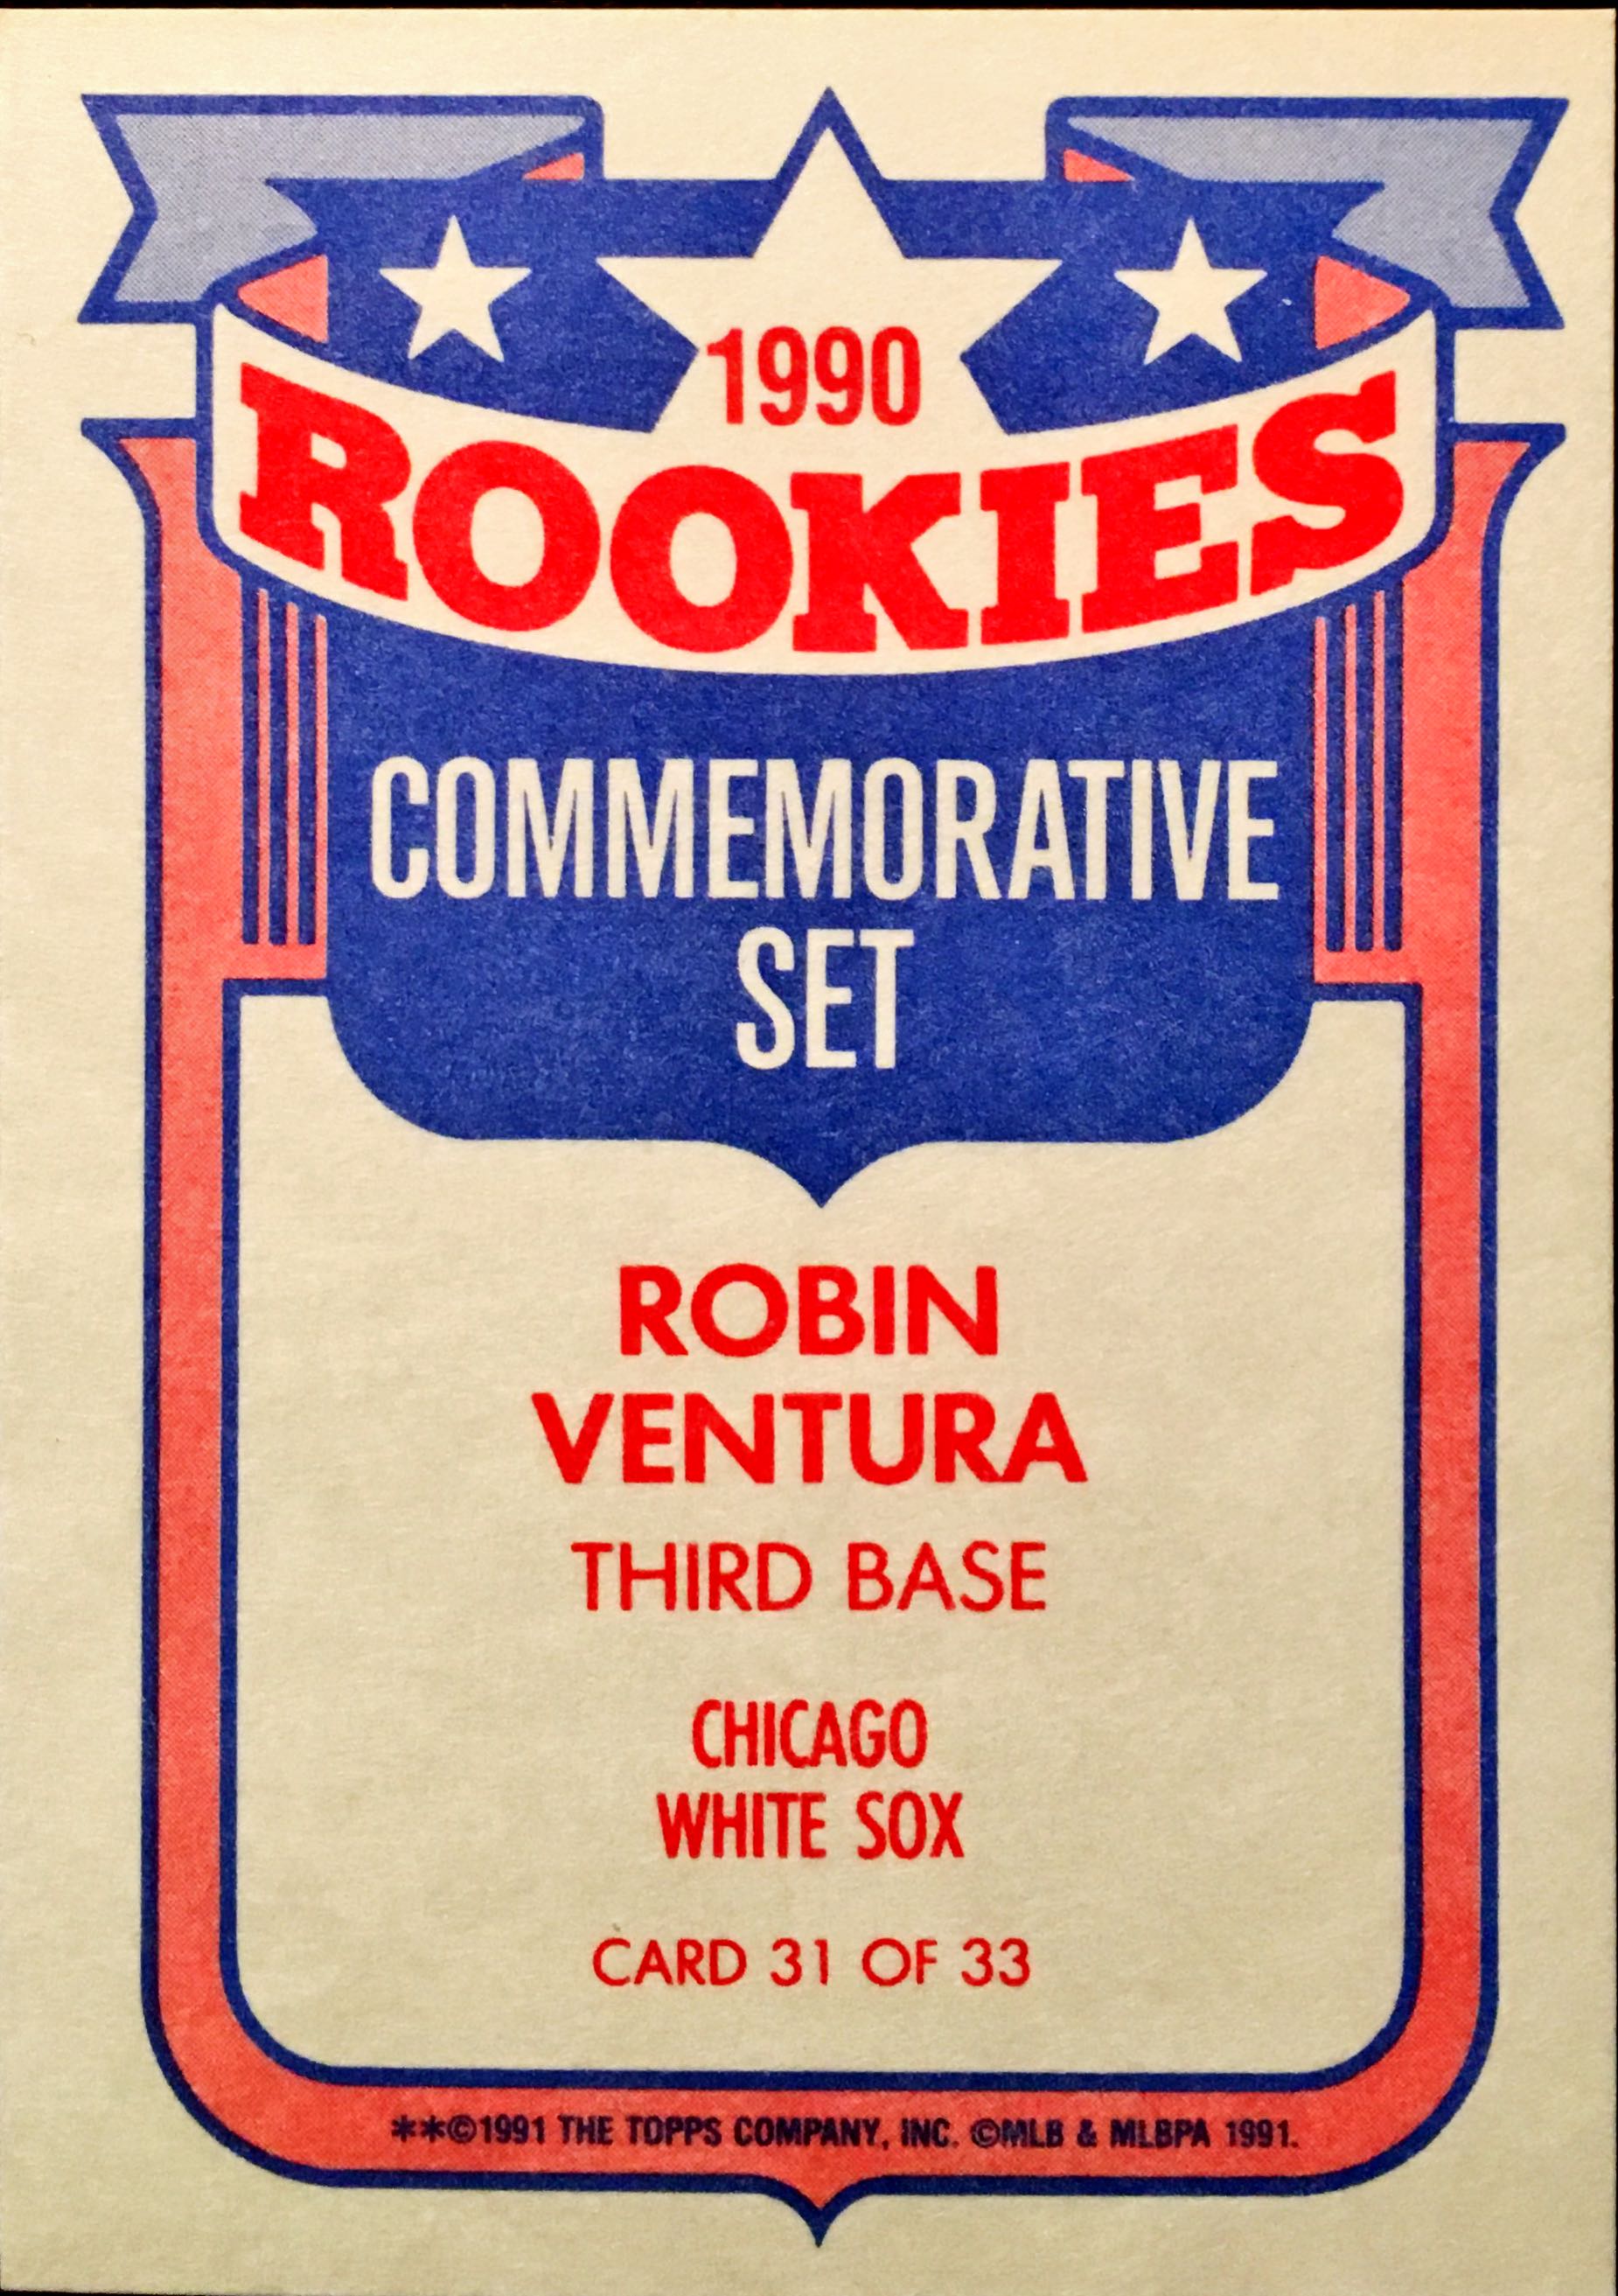 1990
ROOKIES
COMMEMORATIVE
SET
ROBIN
VENTURA
THIRD BASE
CHICAGO
WHITE SOX
CARD 31 OF 33
**©1991 THE TOPPS COMPANY, INC. ©MLB & MLBPA 1991.